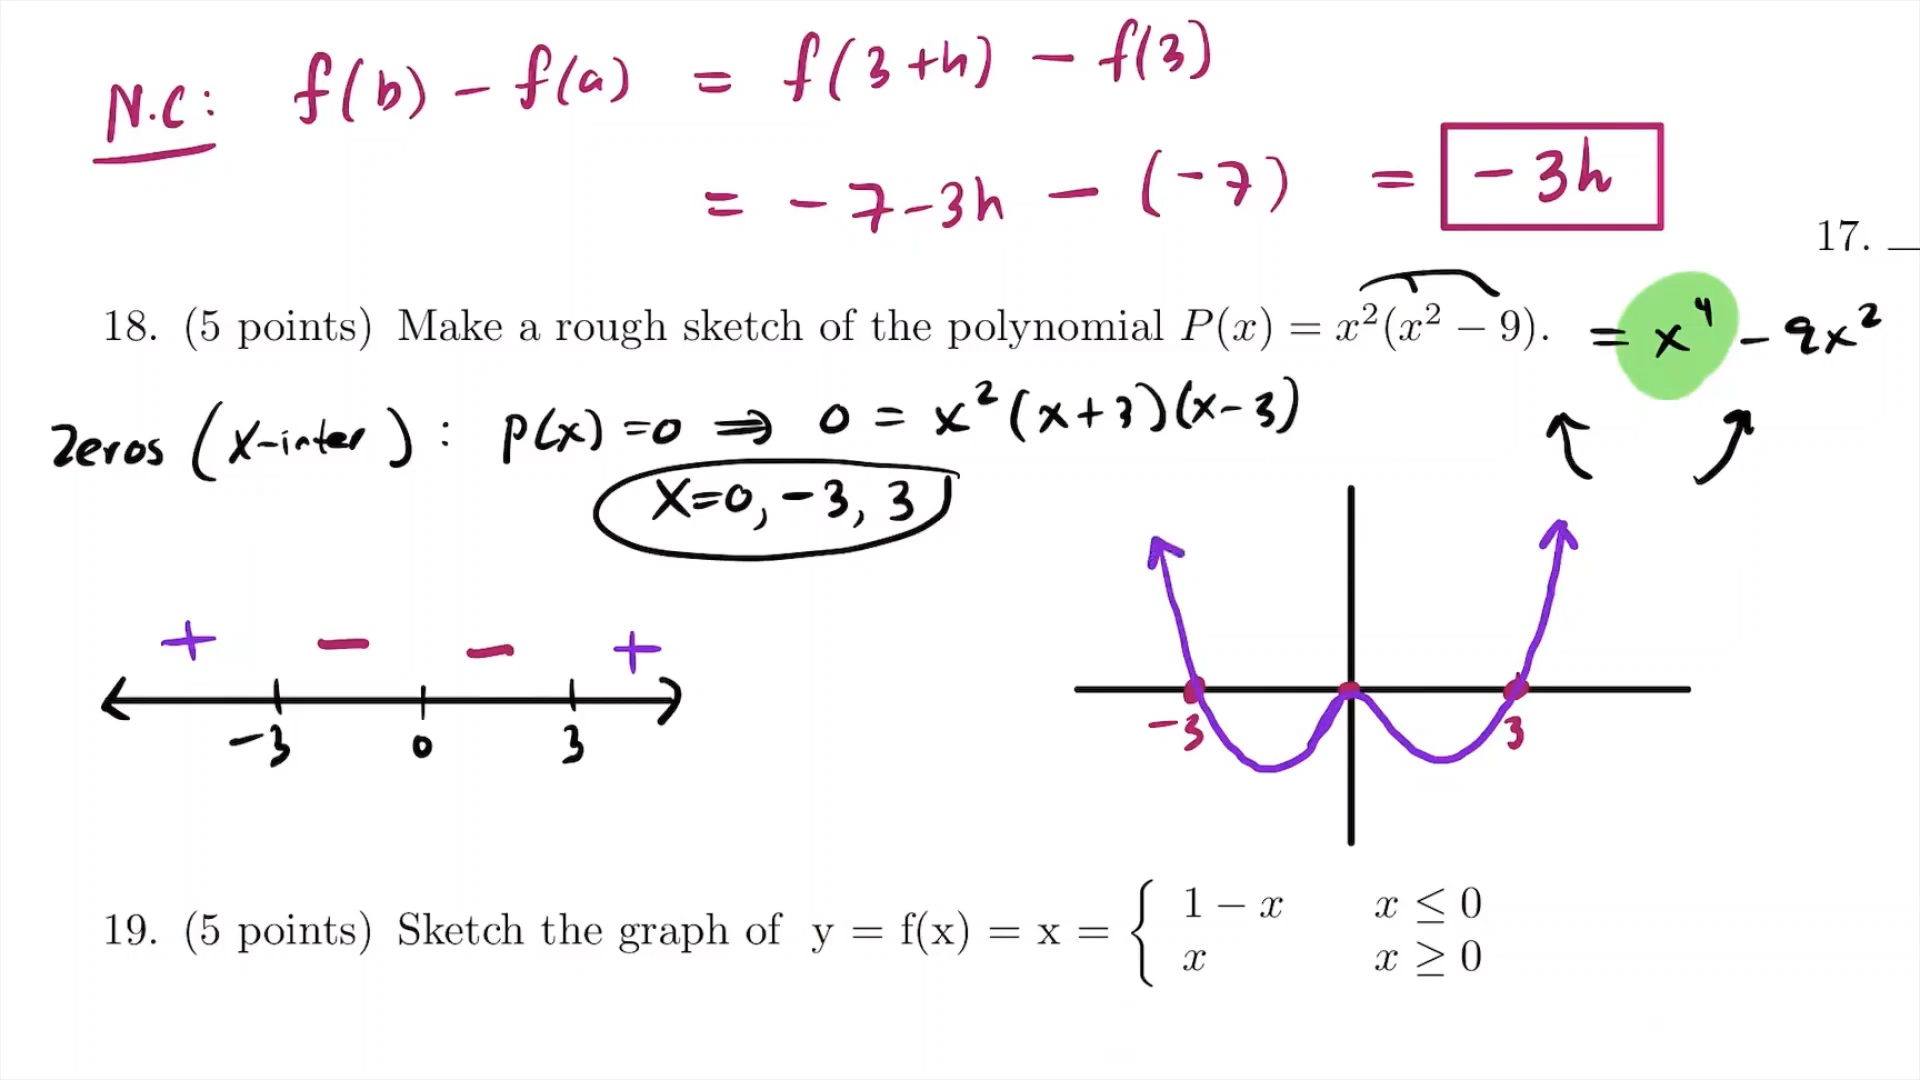 N.C: f(b) - f(a) = f(3+h) - f(3)
= -7-3h - (-7) = -3h
17. _
18. (5 points) Make a rough sketch of the polynomial P(x) = x²(x² − 9). = x⁴ - 9x²
Zeros (x-inter): P(x)=0 ⇒ 0 = x²(x+3)(x-3)
x=0, -3, 3
+ - - +
-3 0 3
-3 3
19. (5 points) Sketch the graph of y = f(x) = x = { 1 − x x ≤ 0
x x ≥ 0